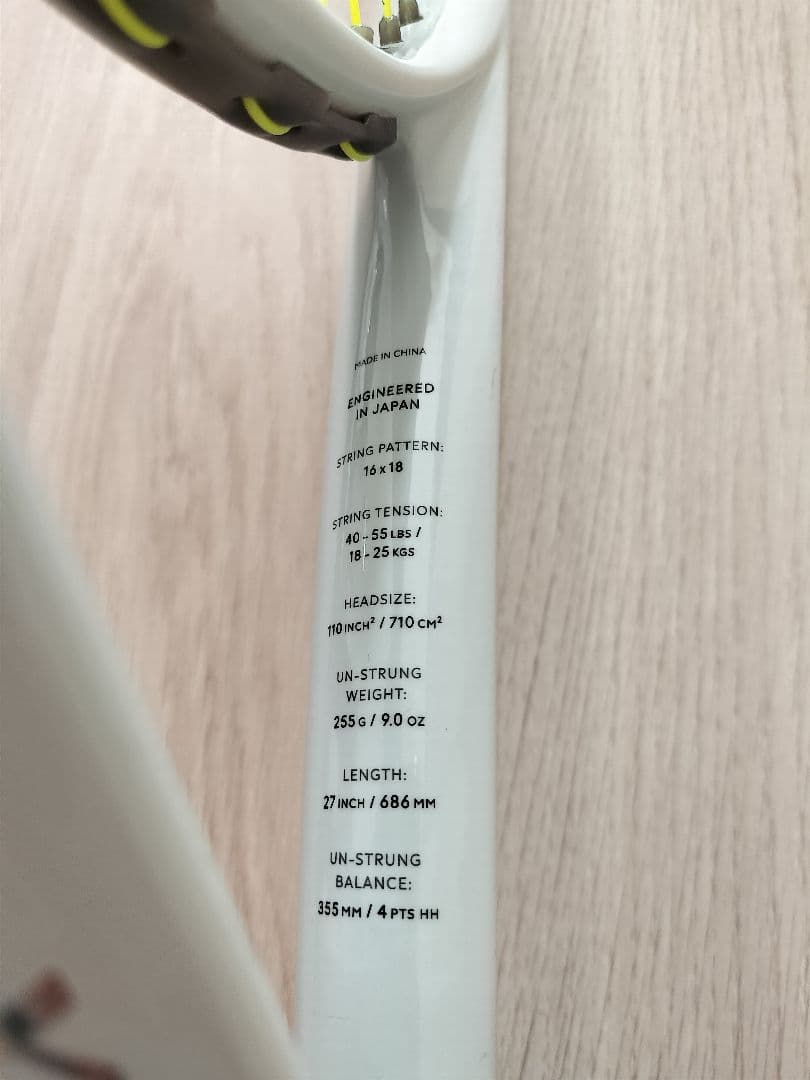 MADE IN CHINA
ENGINEERED
IN JAPAN
STRING PATTERN:
16 x 18
STRING TENSION:
40 - 55 LBS /
18 - 25 KGS
HEADSIZE:
110 INCH² / 710 CM²
UN-STRUNG
WEIGHT:
255 G / 9.0 OZ
LENGTH:
27 INCH / 686 MM
UN-STRUNG
BALANCE:
355 MM / 4 PTS HH